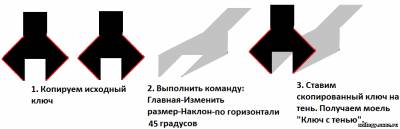 1. Копируем исходный
ключ
2. Выполнить команду:
Главная-Изменить
размер-Наклон-по горизонтали
45 градусов
3. Ставим
скопированный ключ на
тень. Получаем моель
"Ключ с тенью".